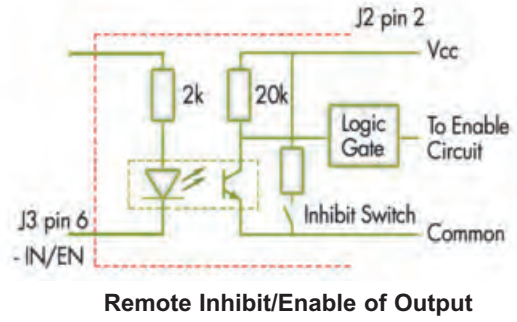 J2 pin 2
Vcc
2k
20k
Logic
Gate
To Enable
Circuit
Inhibit Switch
J3 pin 6
- IN/EN
Common
Remote Inhibit/Enable of Output